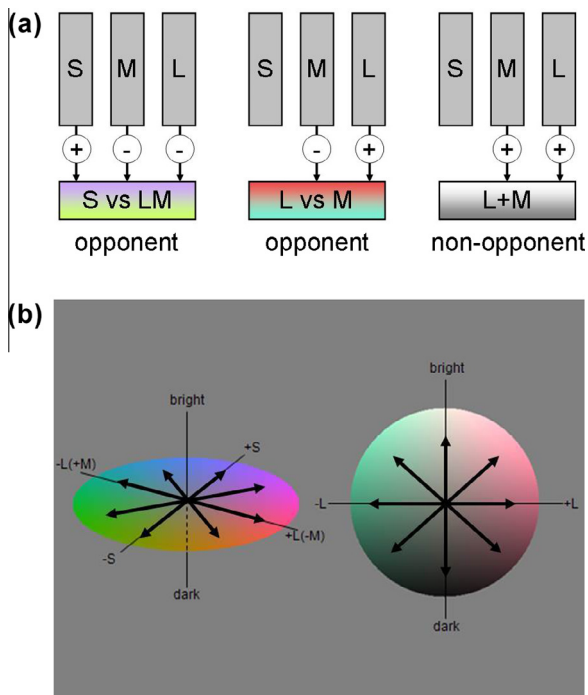 (a)
S M L S M L S M L
+ - - - + + +
S vs LM L vs M L+M
opponent opponent non-opponent
(b)
bright bright
-L(+M) +S
-L +L
-S +L(-M)
dark
dark